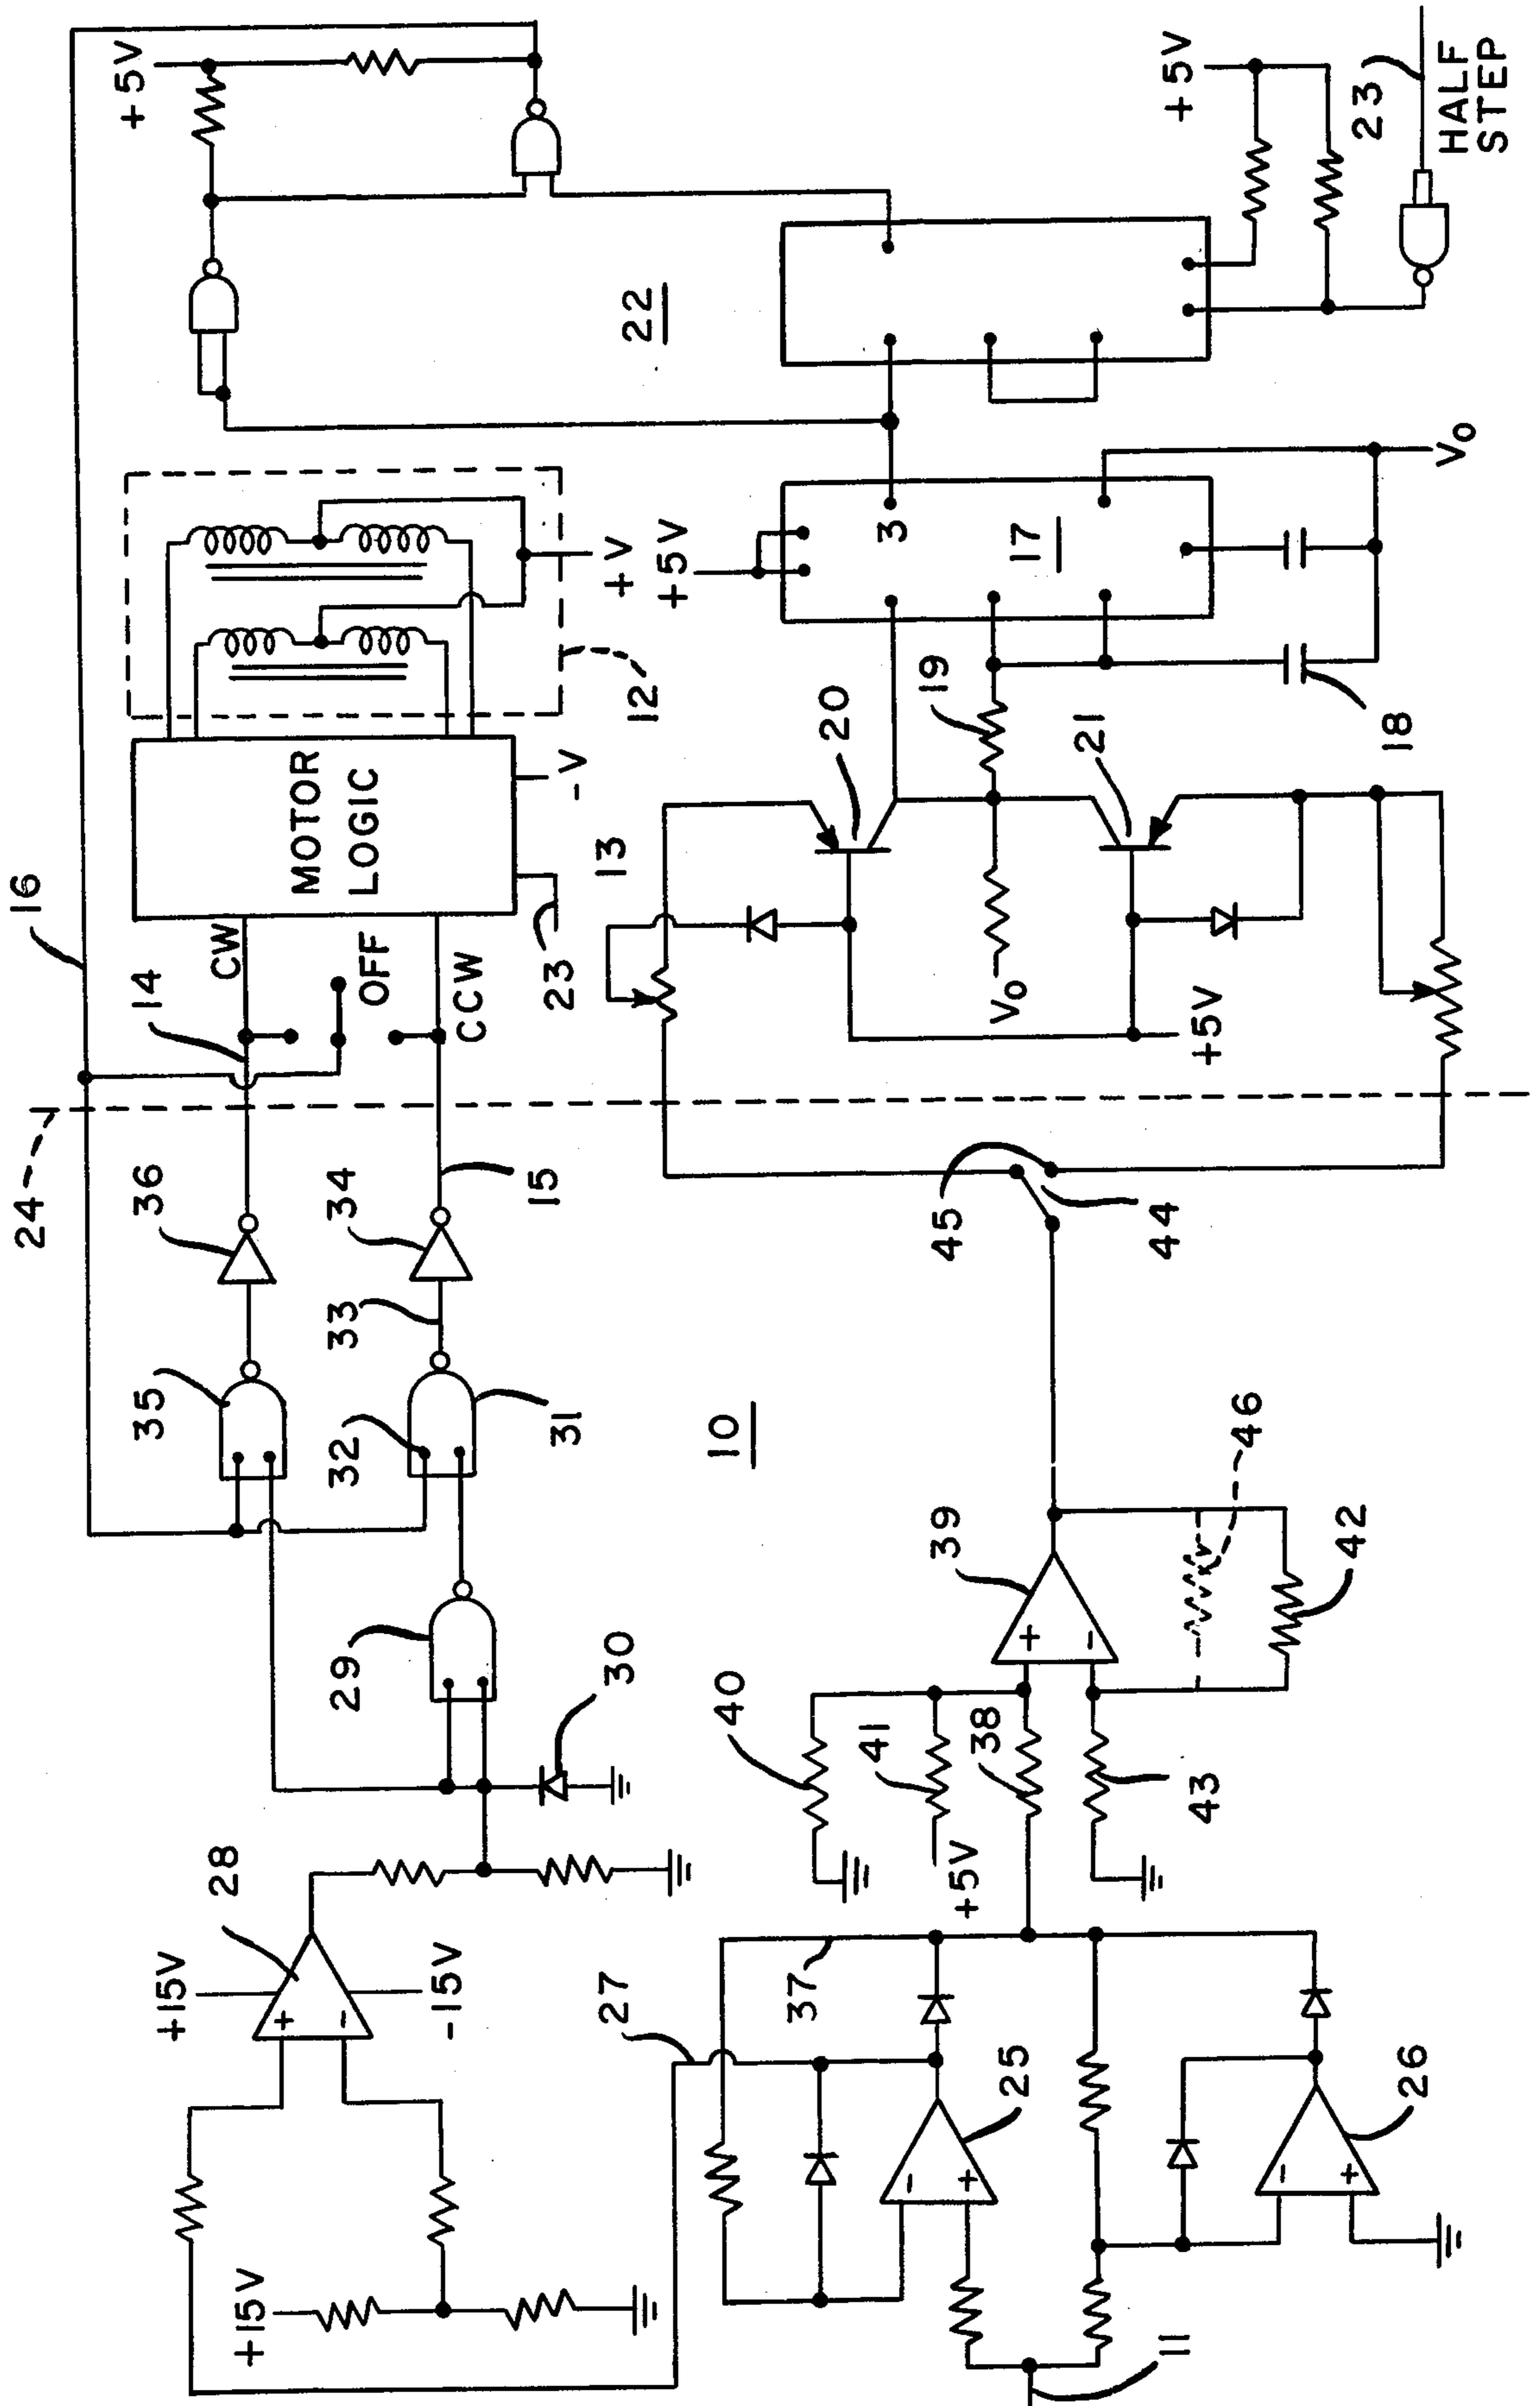 16
+5V
24
14
CW
MOTOR
LOGIC
OFF
CCW
23
-V
12
+V
36
35
34
15
33
32
31
29
30
28
+15V
-15V
+
-
+15V
27
22
+5V
3
17
V0
19
20
21
18
13
V0
+5V
+5V
23
HALF
STEP
10
45
44
39
+
-
46
42
40
41
38
43
+5V
37
25
-
+
26
-
+
11